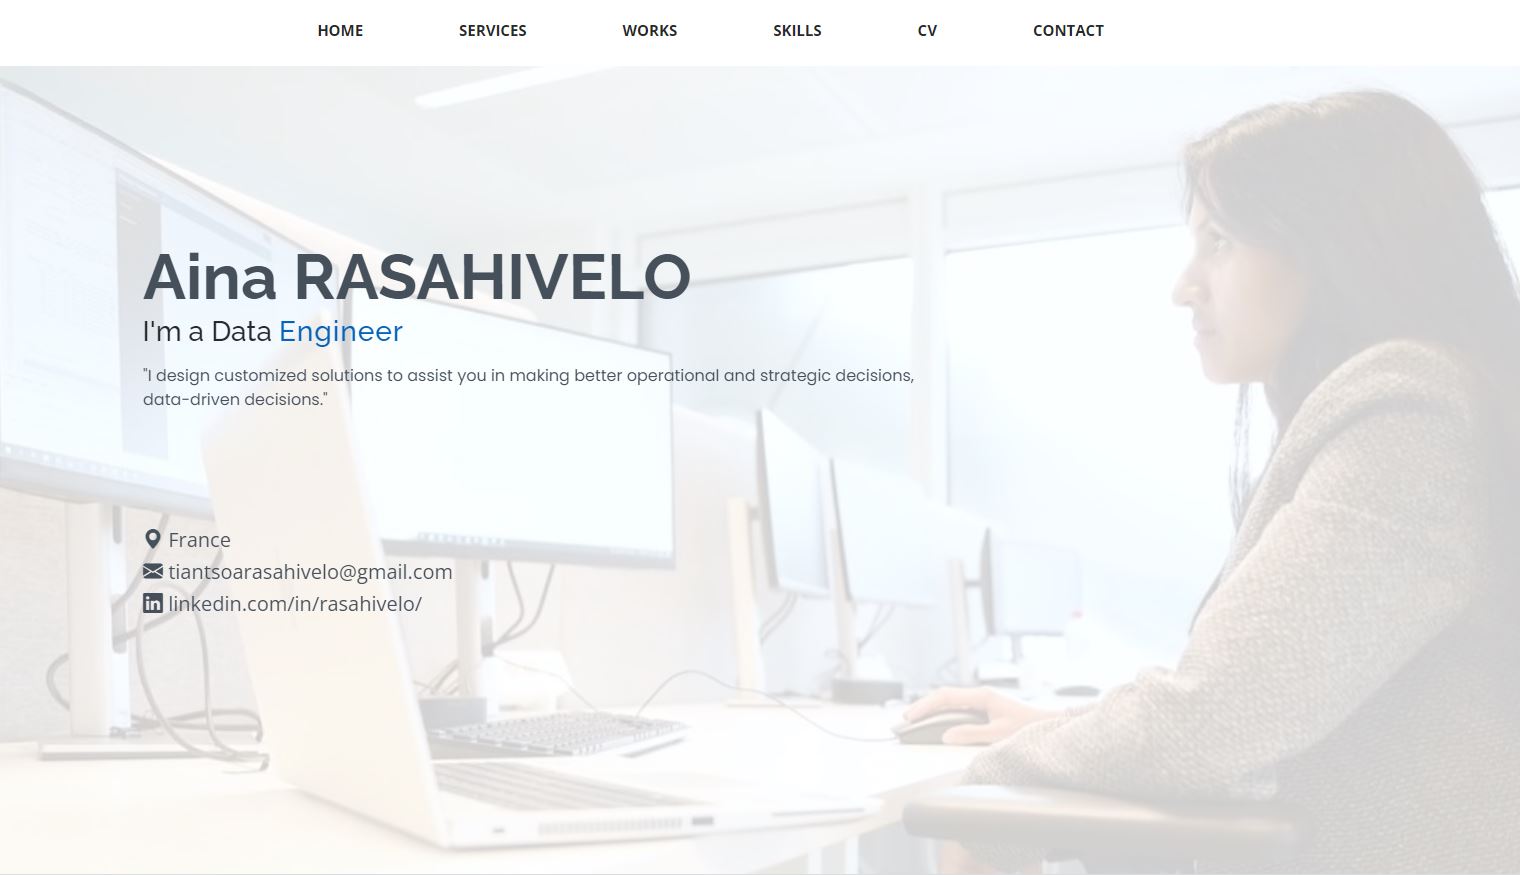 HOME SERVICES WORKS SKILLS CV CONTACT
Aina RASAHIVELO
I'm a Data Engineer
"I design customized solutions to assist you in making better operational and strategic decisions,
data-driven decisions."
France
tiantsoarasahivelo@gmail.com
linkedin.com/in/rasahivelo/